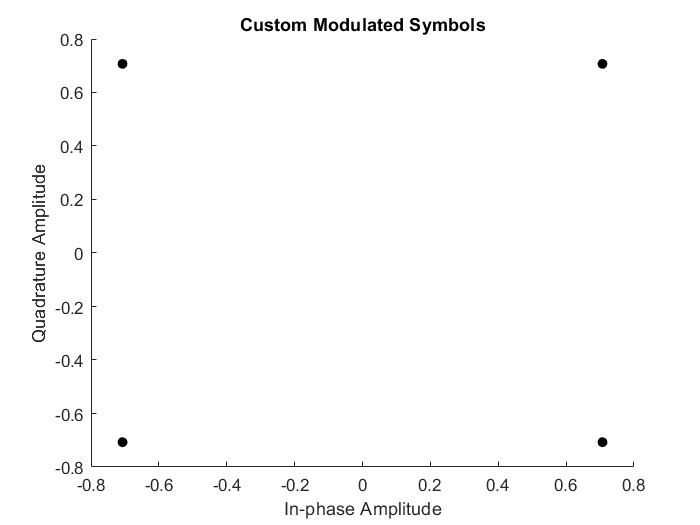 Custom Modulated Symbols
0.8
0.6
0.4
0.2
0
-0.2
-0.4
-0.6
-0.8
Quadrature Amplitude
-0.8 -0.6 -0.4 -0.2 0 0.2 0.4 0.6 0.8
In-phase Amplitude